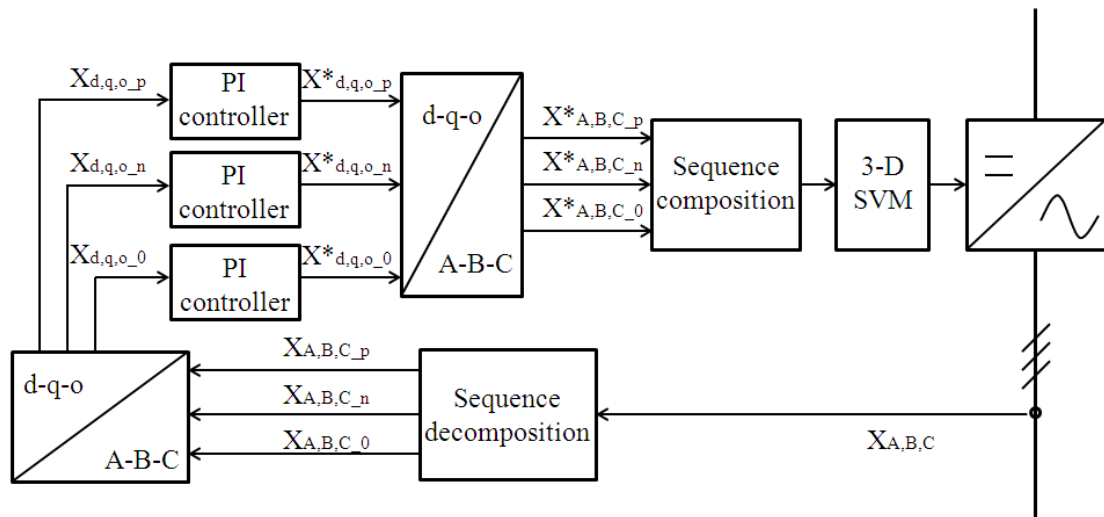 Xd,q,o_p
PI
controller
X*d,q,o_p
Xd,q,o_n
PI
controller
X*d,q,o_n
Xd,q,o_0
PI
controller
X*d,q,o_0
d-q-o
A-B-C
X*A,B,C_p
X*A,B,C_n
X*A,B,C_0
Sequence
composition
3-D
SVM
d-q-o
A-B-C
XA,B,C_p
XA,B,C_n
XA,B,C_0
Sequence
decomposition
XA,B,C